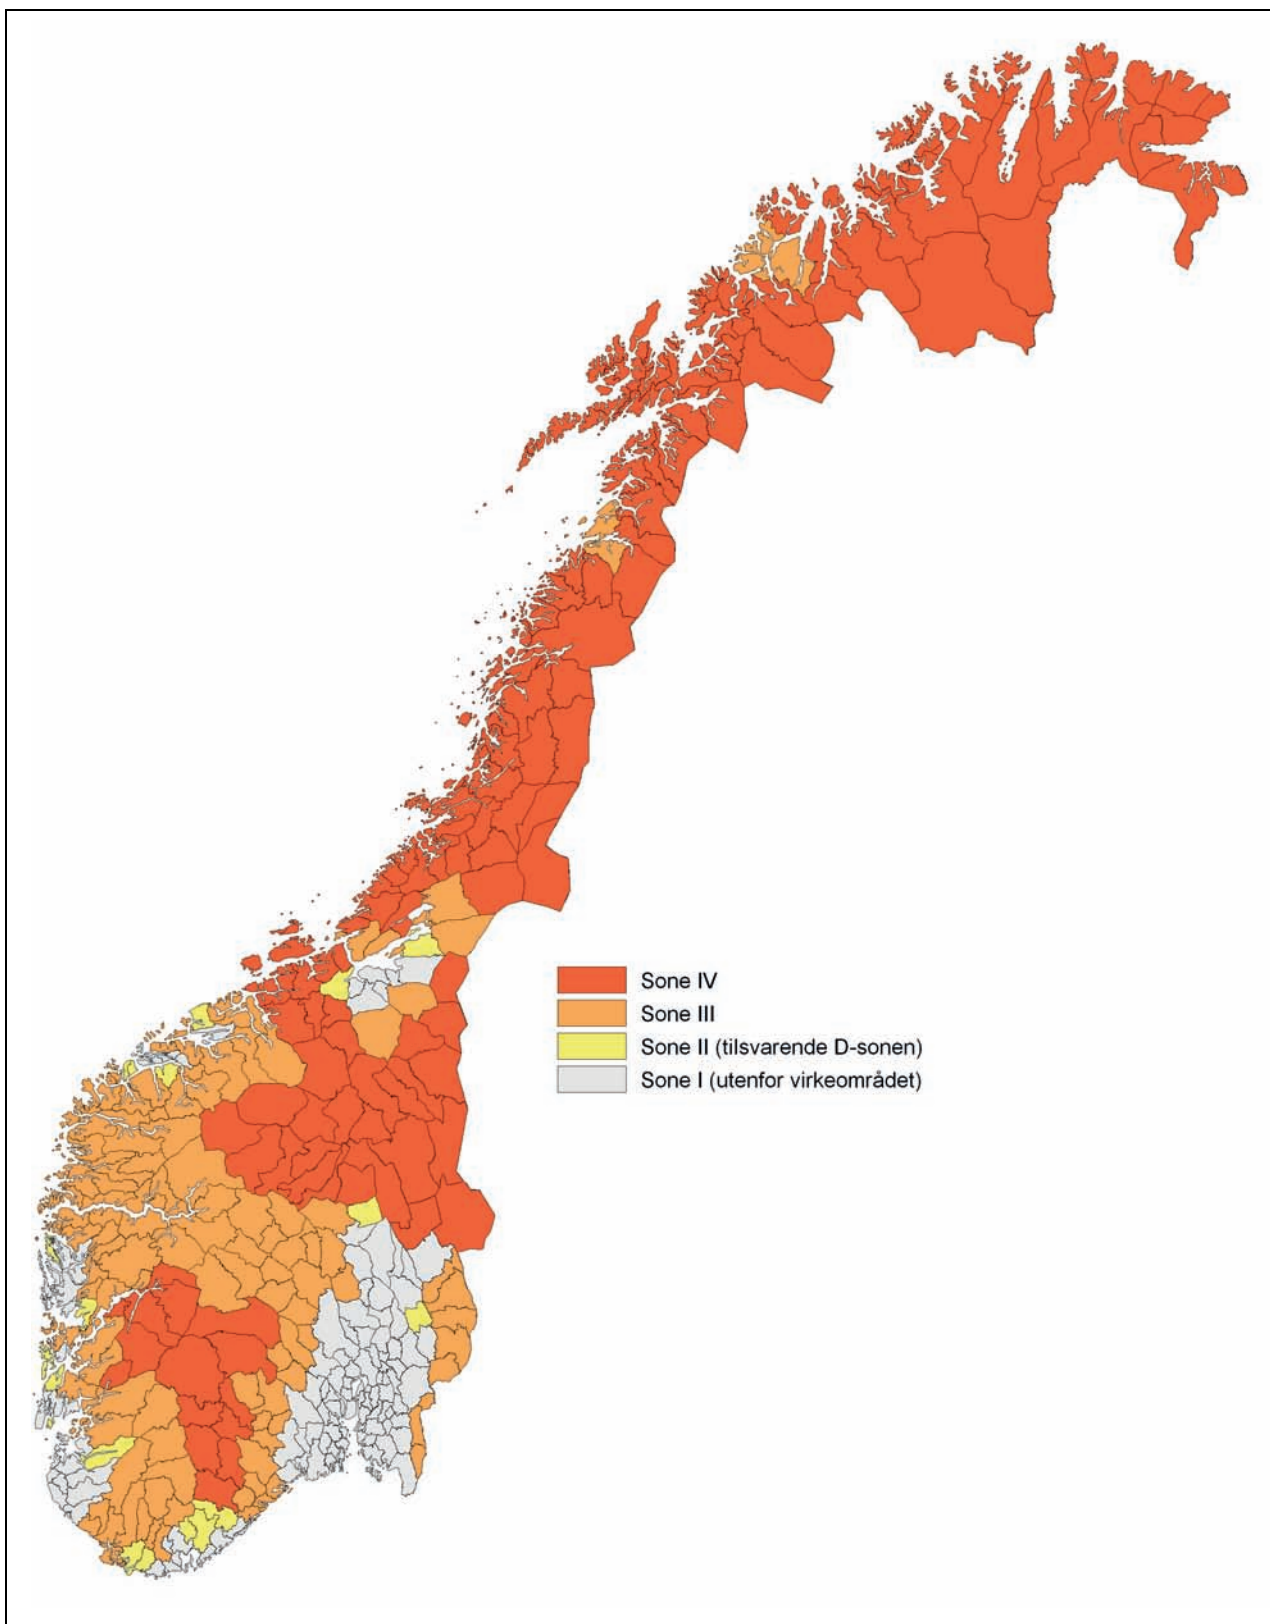 Sone IV
Sone III
Sone II (tilsvarende D-sonen)
Sone I (utenfor virkeområdet)